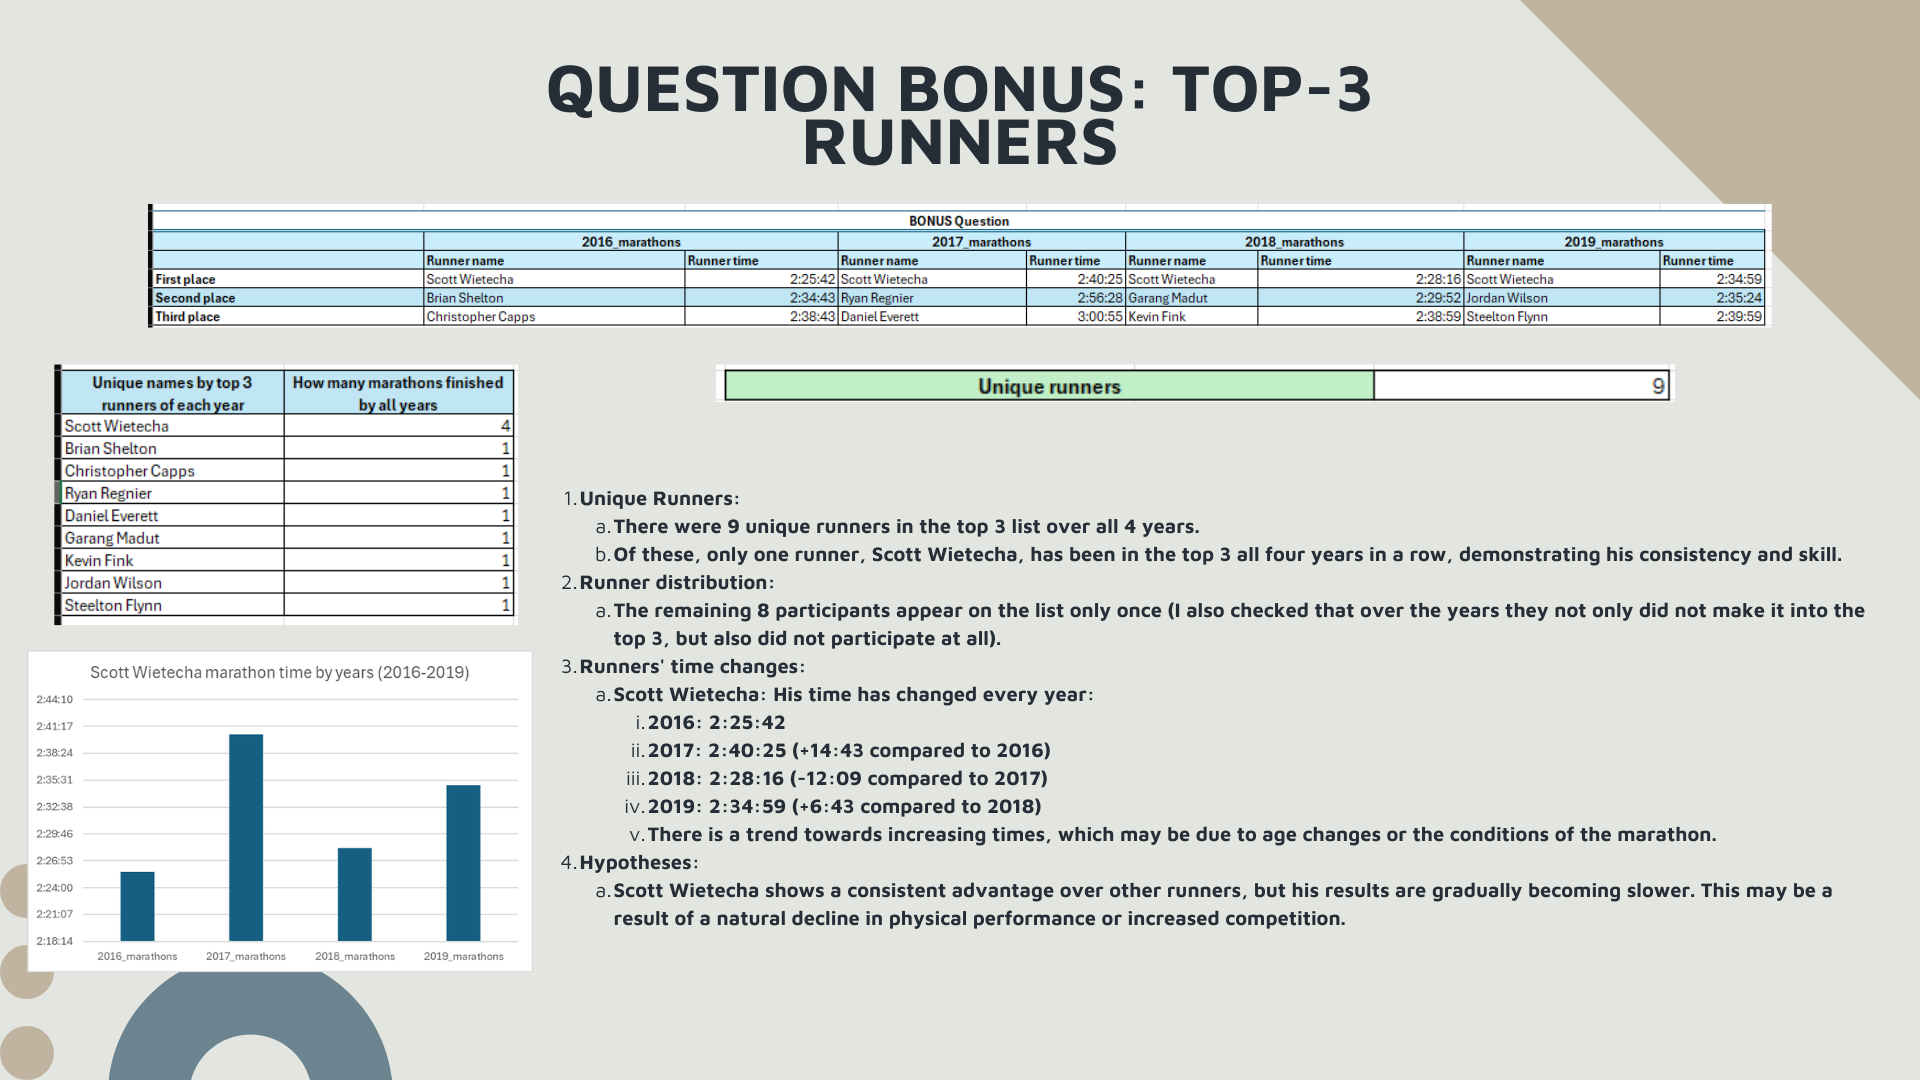 QUESTION BONUS: TOP-3
RUNNERS
BONUS Question
2016_marathons 2017_marathons 2018_marathons 2019_marathons
Runner name Runner time Runner name Runner time Runner name Runner time Runner name Runner time
First place Scott Wietecha 2:25:42 Scott Wietecha 2:40:25 Scott Wietecha 2:28:16 Scott Wietecha 2:34:59
Second place Brian Shelton 2:34:43 Ryan Regnier 2:56:28 Garang Madut 2:29:52 Jordan Wilson 2:35:24
Third place Christopher Capps 2:38:43 Daniel Everett 3:00:55 Kevin Fink 2:38:59 Steelton Flynn 2:39:59
Unique names by top 3 How many marathons finished
runners of each year by all years
Scott Wietecha 4
Brian Shelton 1
Christopher Capps 1
Ryan Regnier 1
Daniel Everett 1
Garang Madut 1
Kevin Fink 1
Jordan Wilson 1
Steelton Flynn 1
Unique runners 9
1. Unique Runners:
a. There were 9 unique runners in the top 3 list over all 4 years.
b. Of these, only one runner, Scott Wietecha, has been in the top 3 all four years in a row, demonstrating his consistency and skill.
2. Runner distribution:
a. The remaining 8 participants appear on the list only once (I also checked that over the years they not only did not make it into the
top 3, but also did not participate at all).
3. Runners' time changes:
a. Scott Wietecha: His time has changed every year:
i. 2016: 2:25:42
ii. 2017: 2:40:25 (+14:43 compared to 2016)
iii. 2018: 2:28:16 (-12:09 compared to 2017)
iv. 2019: 2:34:59 (+6:43 compared to 2018)
v. There is a trend towards increasing times, which may be due to age changes or the conditions of the marathon.
4. Hypotheses:
a. Scott Wietecha shows a consistent advantage over other runners, but his results are gradually becoming slower. This may be a
result of a natural decline in physical performance or increased competition.
Scott Wietecha marathon time by years (2016-2019)
2:44:10
2:41:17
2:38:24
2:35:31
2:32:38
2:29:46
2:26:53
2:24:00
2:21:07
2:18:14
2016_marathons 2017_marathons 2018_marathons 2019_marathons